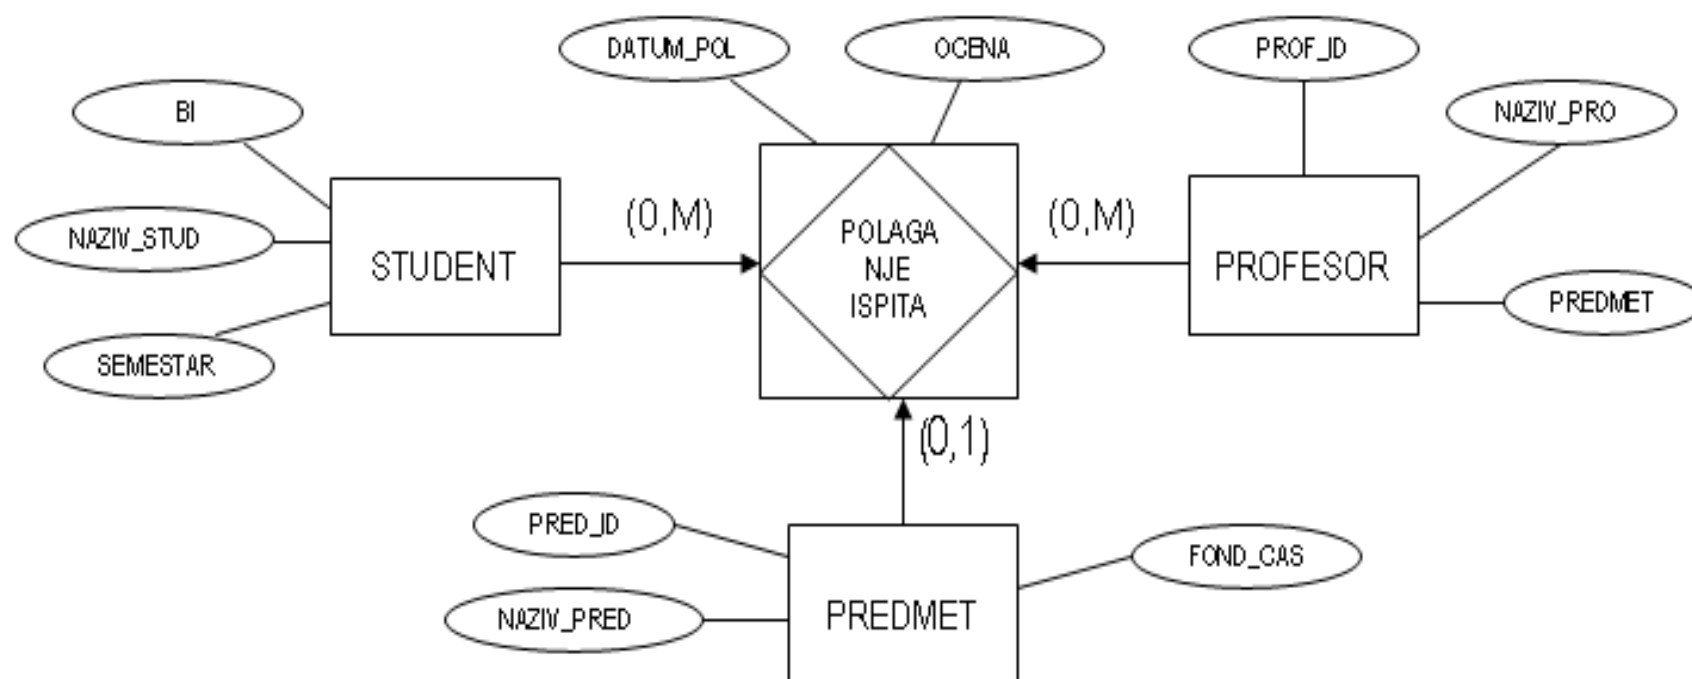 DATUM_POL
OCENA
PROF_ID
BI
NAZIV_PRO
NAZIV_STUD
STUDENT
(0,M)
POLAGA
NJE
ISPITA
(0,M)
PROFESOR
PREDMET
SEMESTAR
(0,1)
PRED_ID
FOND_CAS
NAZIV_PRED
PREDMET